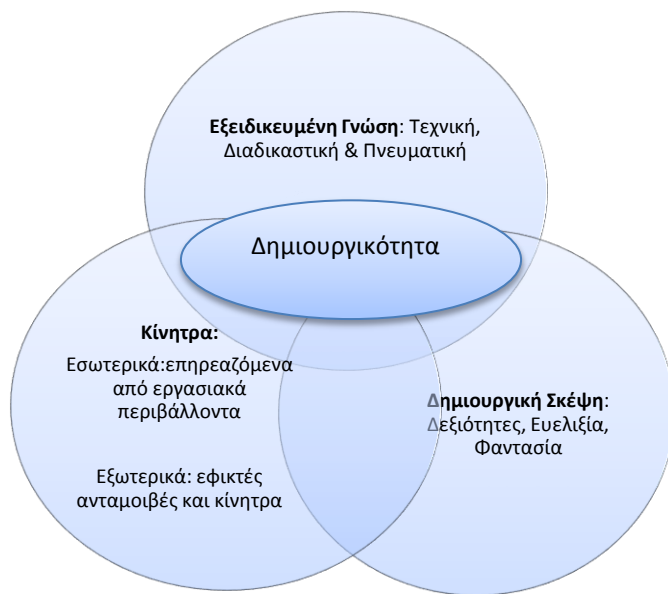 Εξειδικευμένη Γνώση: Τεχνική,
Διαδικαστική & Πνευματική
Δημιουργικότητα
Κίνητρα:
Εσωτερικά:επηρεαζόμενα
από εργασιακά
περιβάλλοντα
Εξωτερικά: εφικτές
ανταμοιβές και κίνητρα
Δημιουργική Σκέψη:
Δεξιότητες, Ευελιξία,
Φαντασία